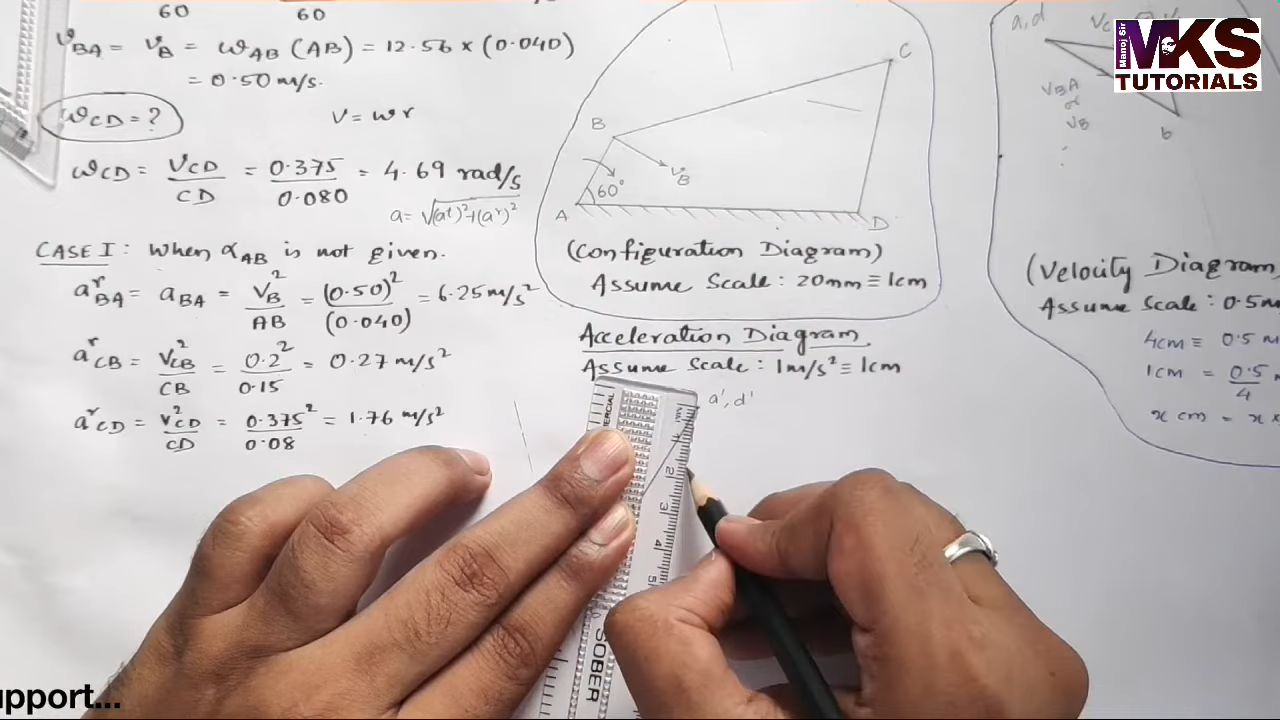 60 60
vBA = vB = ωAB (AB) = 12.56 × (0.040)
= 0.50 m/s.
ωCD = ?
v = ωr
ωCD = vCD/CD = 0.375/0.080 = 4.69 rad/s
a = √(aᵗ)² + (aʳ)²
CASE I: When αAB is not given.
aʳBA = aBA = vB²/AB = (0.50)²/(0.040) = 6.25 m/s²
aʳCB = vCB²/CB = 0.2²/0.15 = 0.27 m/s²
aʳCD = vCD²/CD = 0.375²/0.08 = 1.76 m/s²
C
B
vB
60°
A
D
(Configuration Diagram)
Assume Scale: 20mm ≡ 1cm
Acceleration Diagram.
Assume Scale: 1m/s² ≡ 1cm
a', d'
2 3 4 5
SOBER
a, d
vBA
or
vB
b
(Velocity Diagram
Assume Scale: 0.5m
4cm ≡ 0.5 m
1cm = 0.5/4
x cm = x ×
Manoj Sir
MKS
TUTORIALS
upport...